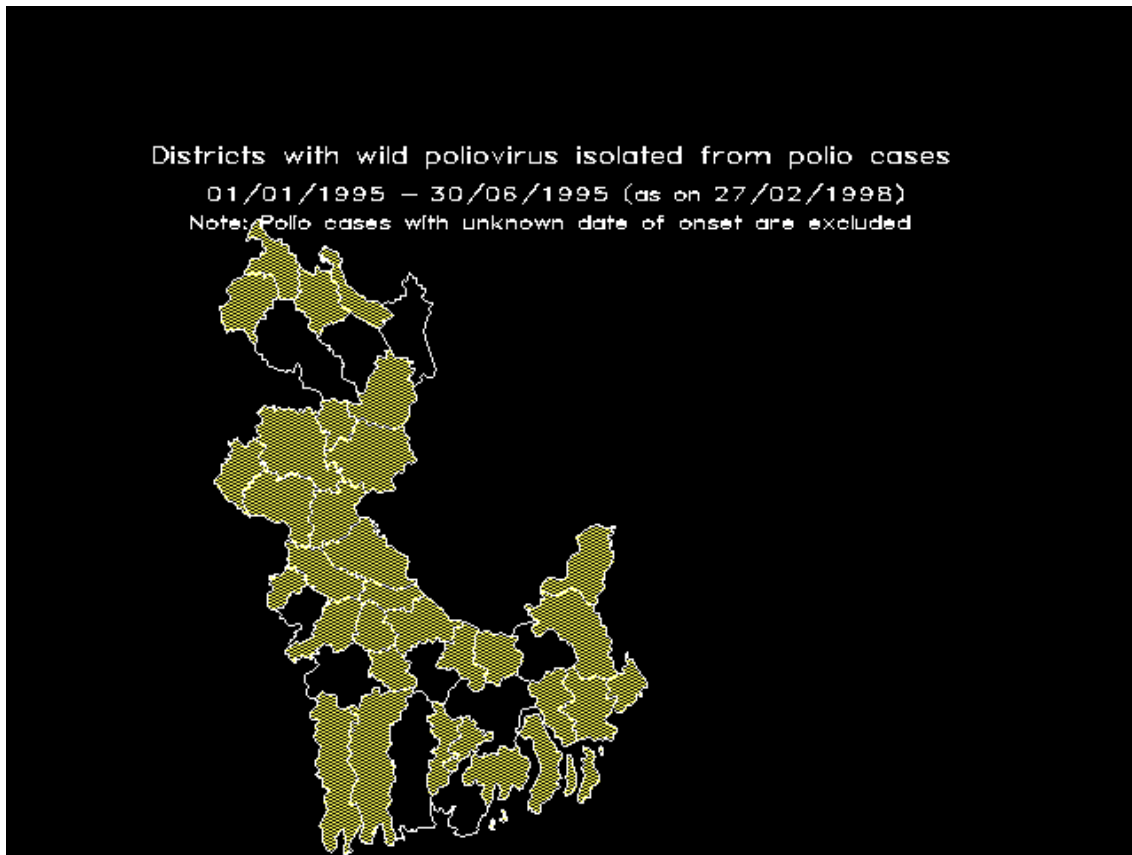 Districts with wild poliovirus isolated from polio cases
01/01/1995 – 30/06/1995 (as on 27/02/1998)
Note: Polio cases with unknown date of onset are excluded